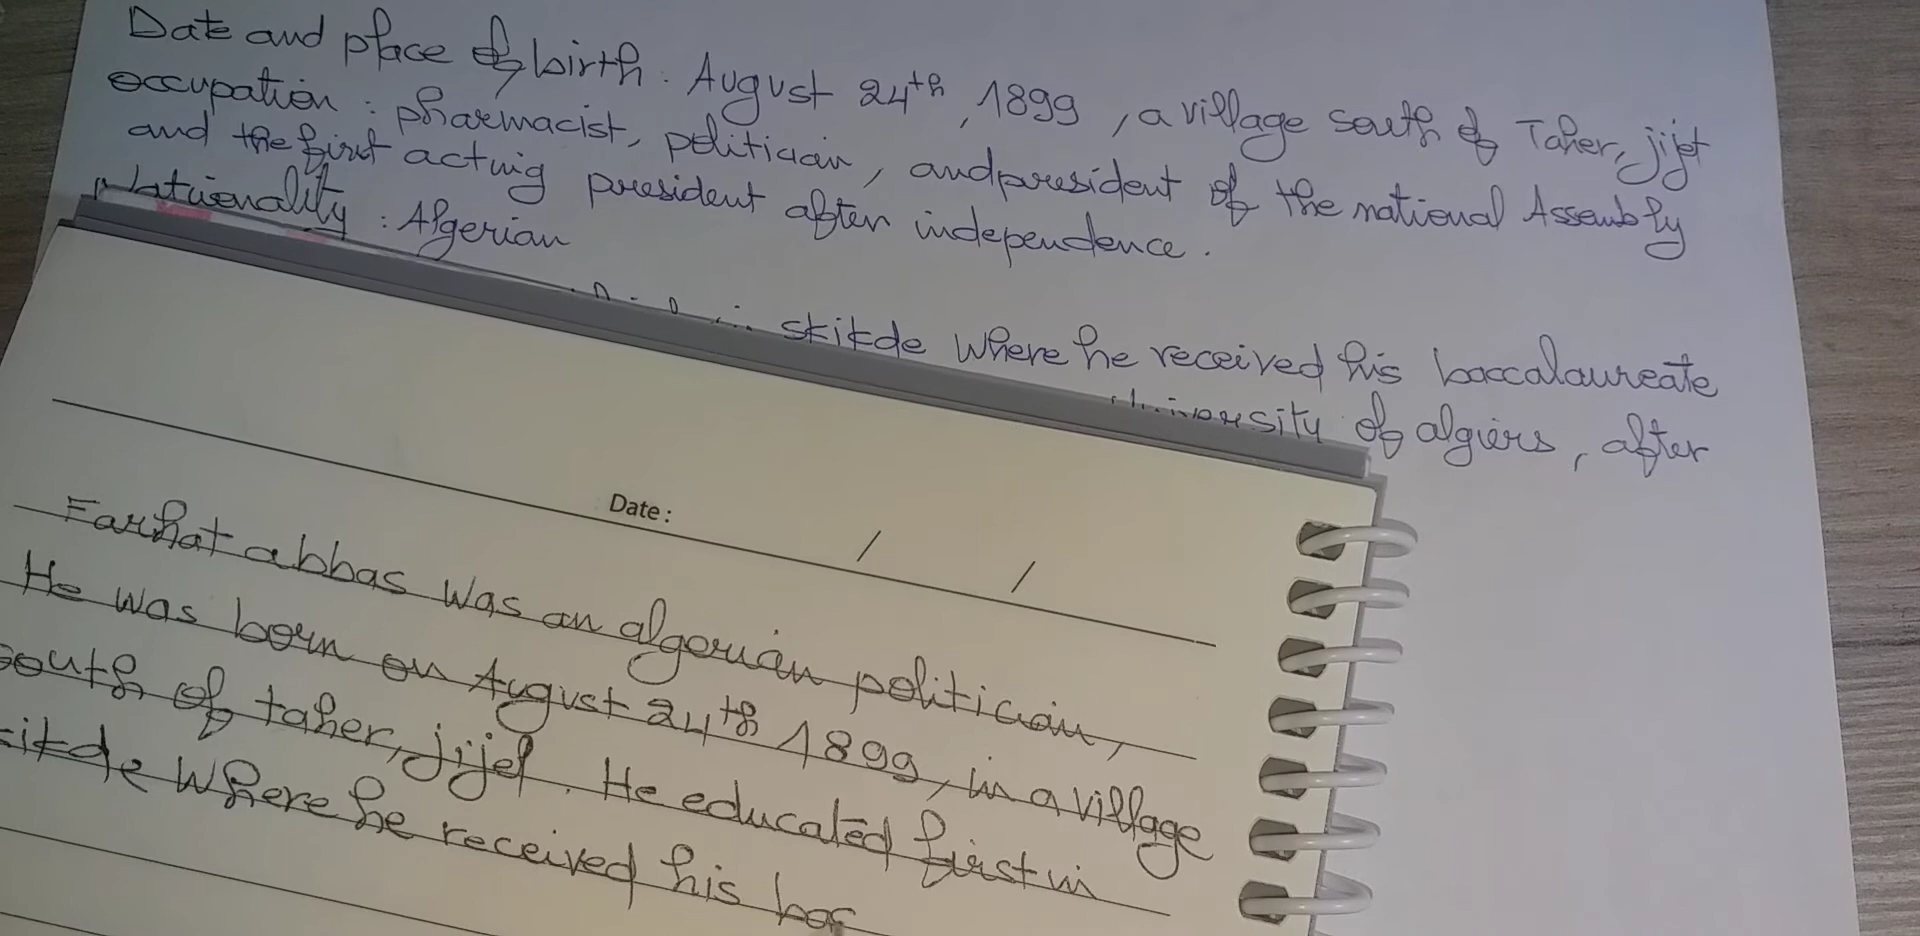 Date and place of birth : August 24th, 1899, a village south of Taher, jijel
occupation : pharmacist, politician, and president of the national Assembly
and the first acting president after independence.
Nationality : Algerian
skikde where he received his baccalaureate
university of algiers, after
Date : / /
Farhat abbas was an algerian politician,
He was born on August 24th 1899, in a village
south of taher, jijel. He educated first in
where he received his bac